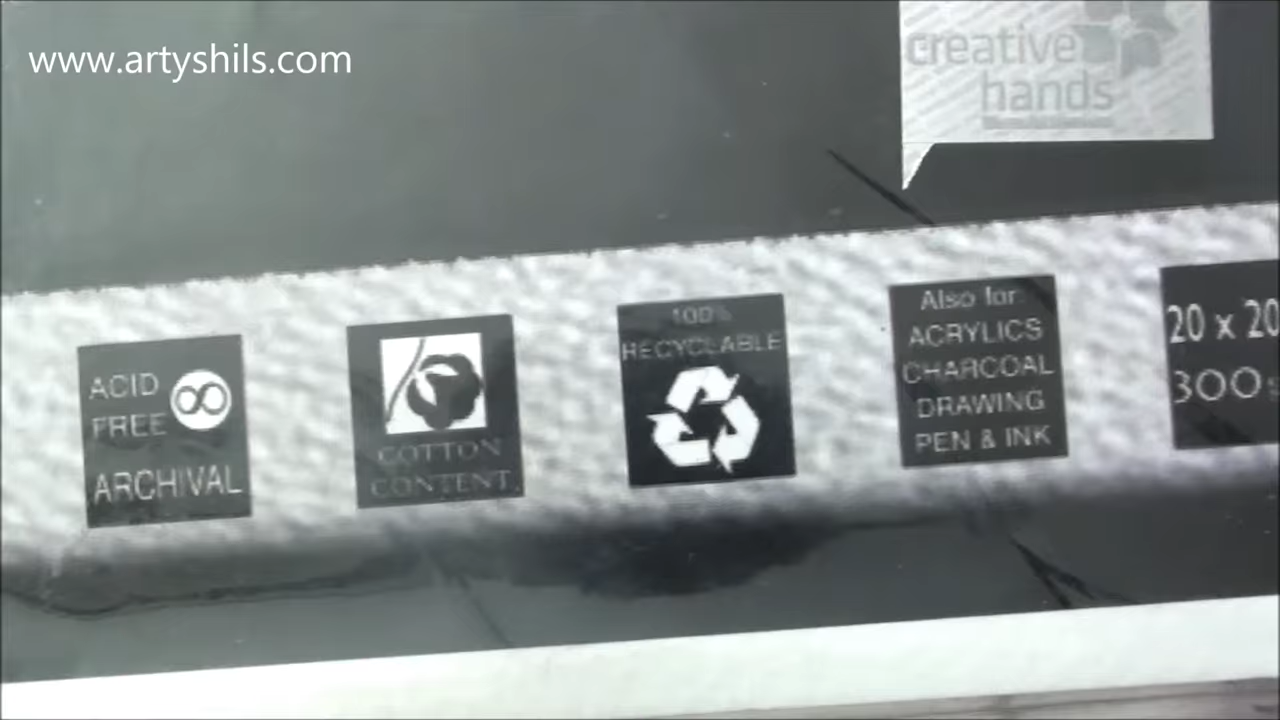 www.artyshils.com
creative
hands
ACID
FREE
ARCHIVAL
COTTON
CONTENT
100%
RECYCLABLE
Also for:
ACRYLICS
CHARCOAL
DRAWING
PEN & INK
20 x 20
300